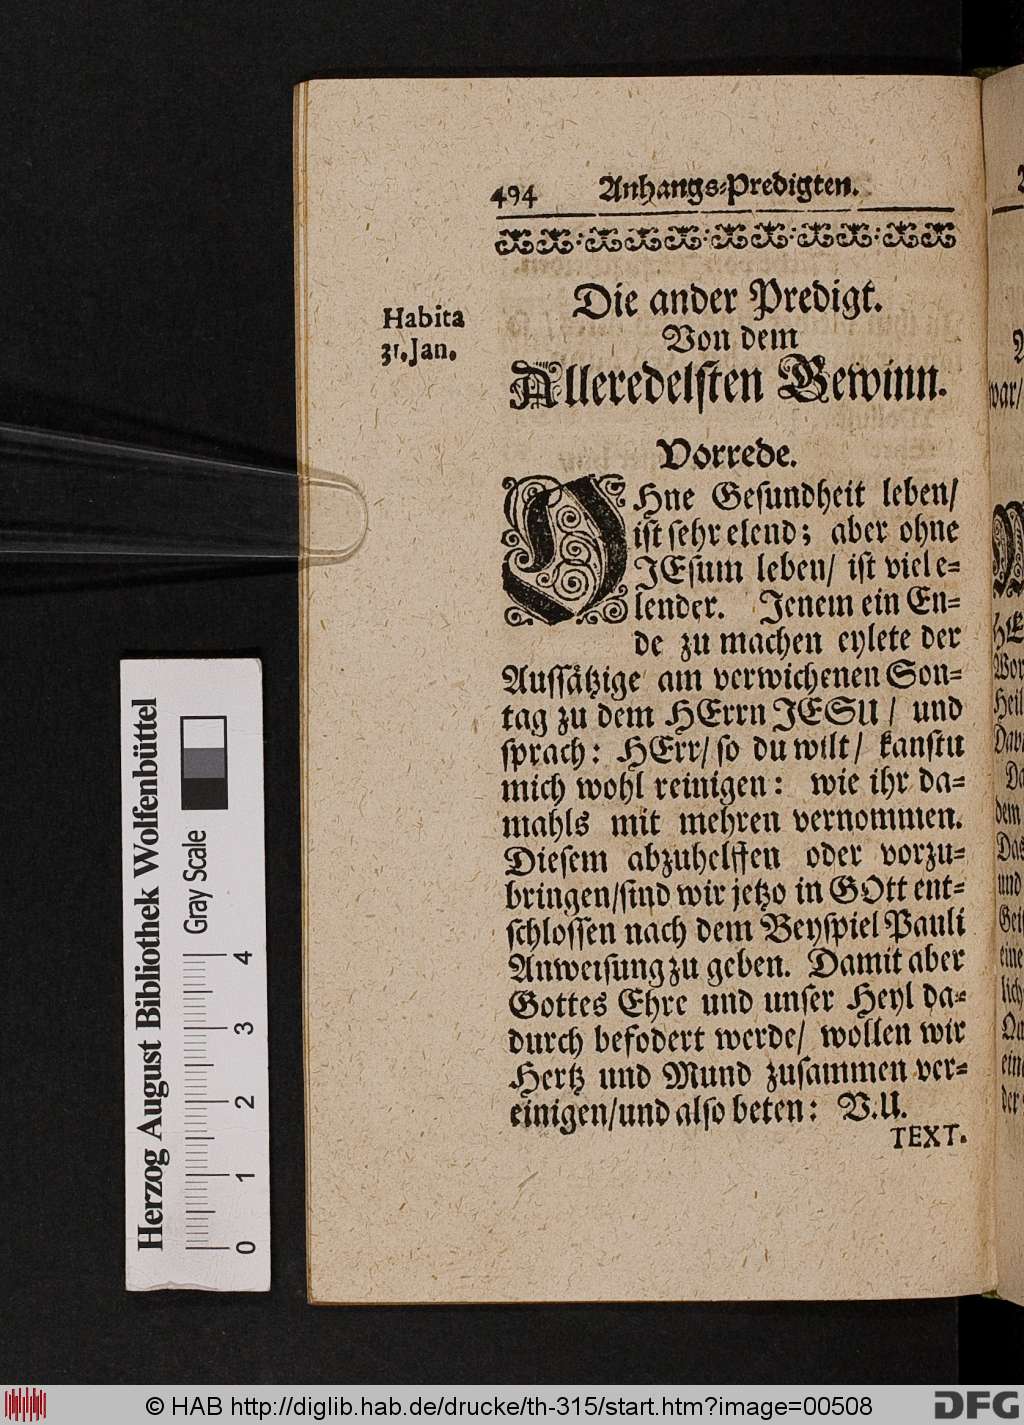 494 Anhangs-Predigten.
Habita
31. Jan.
Die ander Predigt.
Von dem
Alleredelſten Gewinn.
Vorrede.
OHne Geſundheit leben/
iſt ſehr elend; aber ohne
JEſum leben/ iſt viel e-
lender. Jenem ein En-
de zu machen eylete der
Auſſaͤtzige am verwichenen Son-
tag zu dem HErrn JESU / und
ſprach: HErr/ ſo du wilt/ kanſtu
mich wohl reinigen: wie ihr da-
mahls mit mehren vernommen.
Dieſem abzuhelffen oder vorzu-
bringen/ſind wir jetzo in GOtt ent-
ſchloſſen nach dem Beyſpiel Pauli
Anweiſung zu geben. Damit aber
Gottes Ehre und unſer Heyl da-
durch befodert werde/ wollen wir
Hertz und Mund zuſammen ver-
einigen/und alſo beten: V.U.
TEXT.
Herzog August Bibliothek Wolfenbüttel
Gray Scale
0 1 2 3 4
© HAB http://diglib.hab.de/drucke/th-315/start.htm?image=00508
DFG